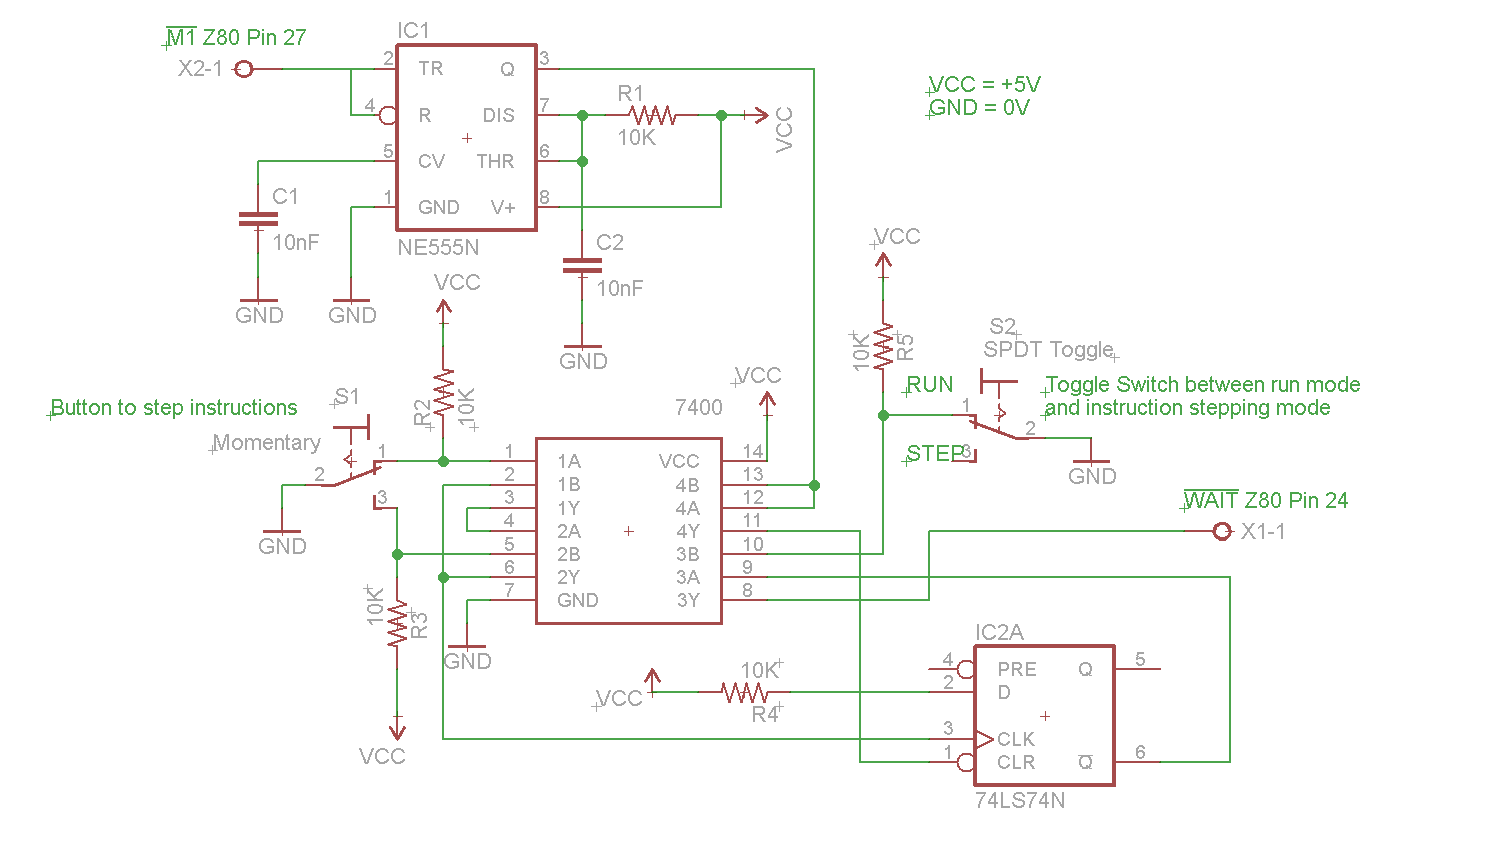 M1 Z80 Pin 27
X2-1
IC1
2 TR Q 3
4 R DIS 7
5 CV THR 6
1 GND V+ 8
NE555N
R1
10K
VCC
VCC = +5V
GND = 0V
C1
10nF
GND
GND
C2
10nF
GND
VCC
R2
10K
Button to step instructions
S1
Momentary
1
2
3
GND
10K
R3
VCC
7400
VCC
1 1A VCC 14
2 1B 4B 13
3 1Y 4A 12
4 2A 4Y 11
5 2B 3B 10
6 2Y 3A 9
7 GND 3Y 8
GND
VCC
10K
R5
S2
SPDT Toggle
RUN
STEP
1
2
3
Toggle Switch between run mode
and instruction stepping mode
GND
WAIT Z80 Pin 24
X1-1
VCC
10K
R4
IC2A
4 PRE Q 5
2 D
3 CLK
1 CLR Q 6
74LS74N